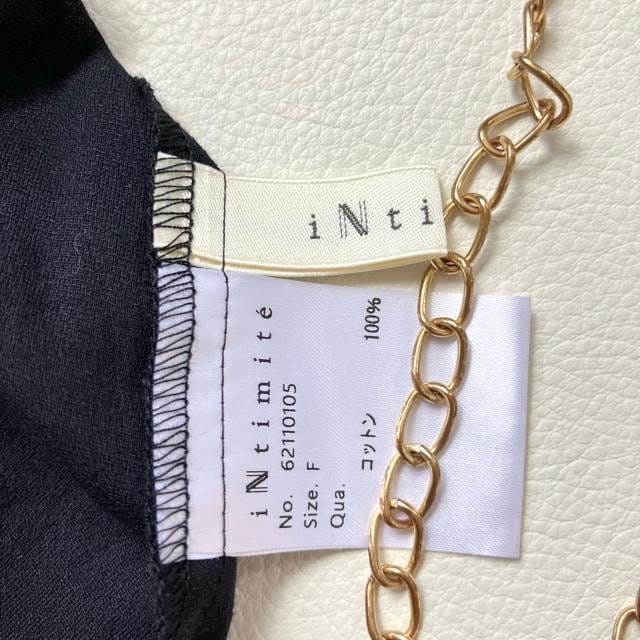 iNti
iNtimité
No. 62110105
Size. F
Qua.
コットン 100%